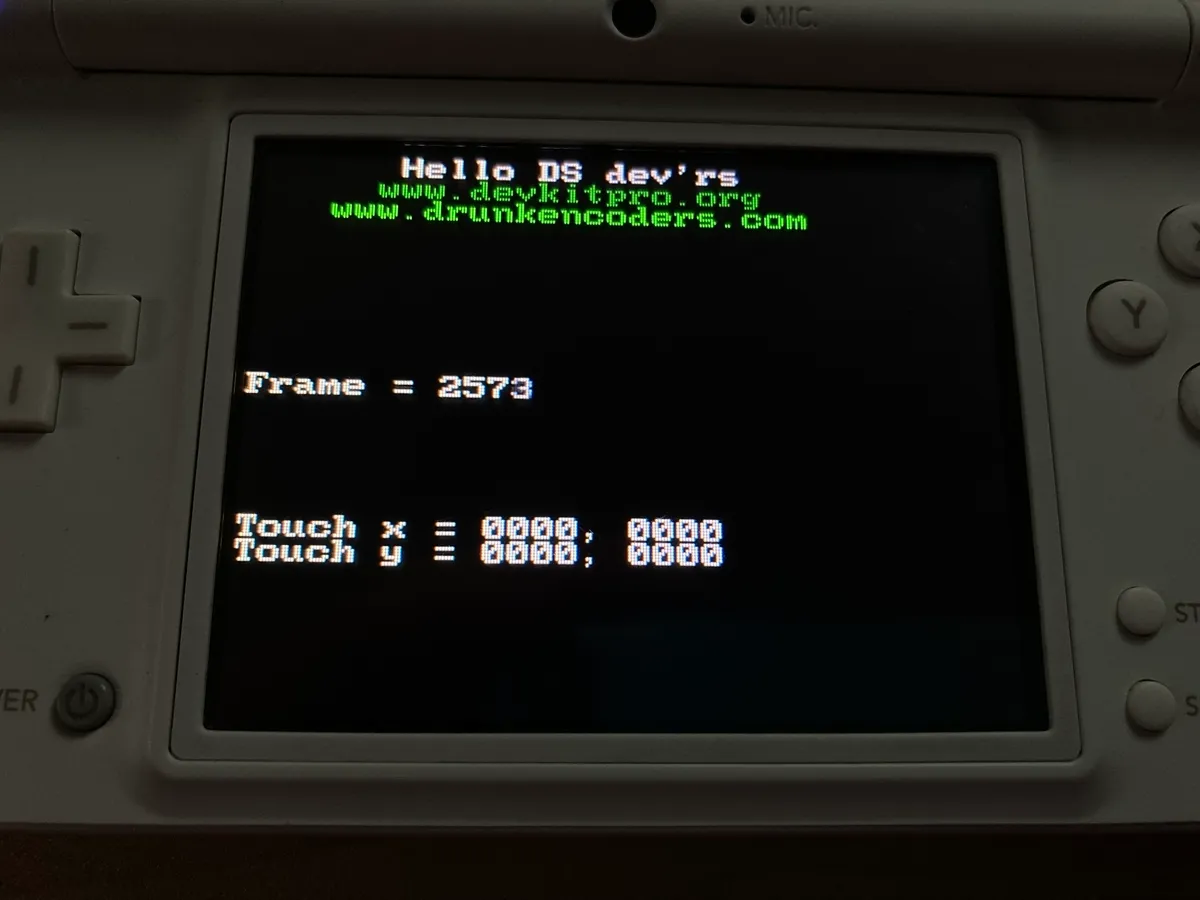 MIC.
Hello DS dev'rs
www.devkitpro.org
www.drunkencoders.com
Y
Frame = 2573
Touch x = 0000, 0000
Touch y = 0000, 0000